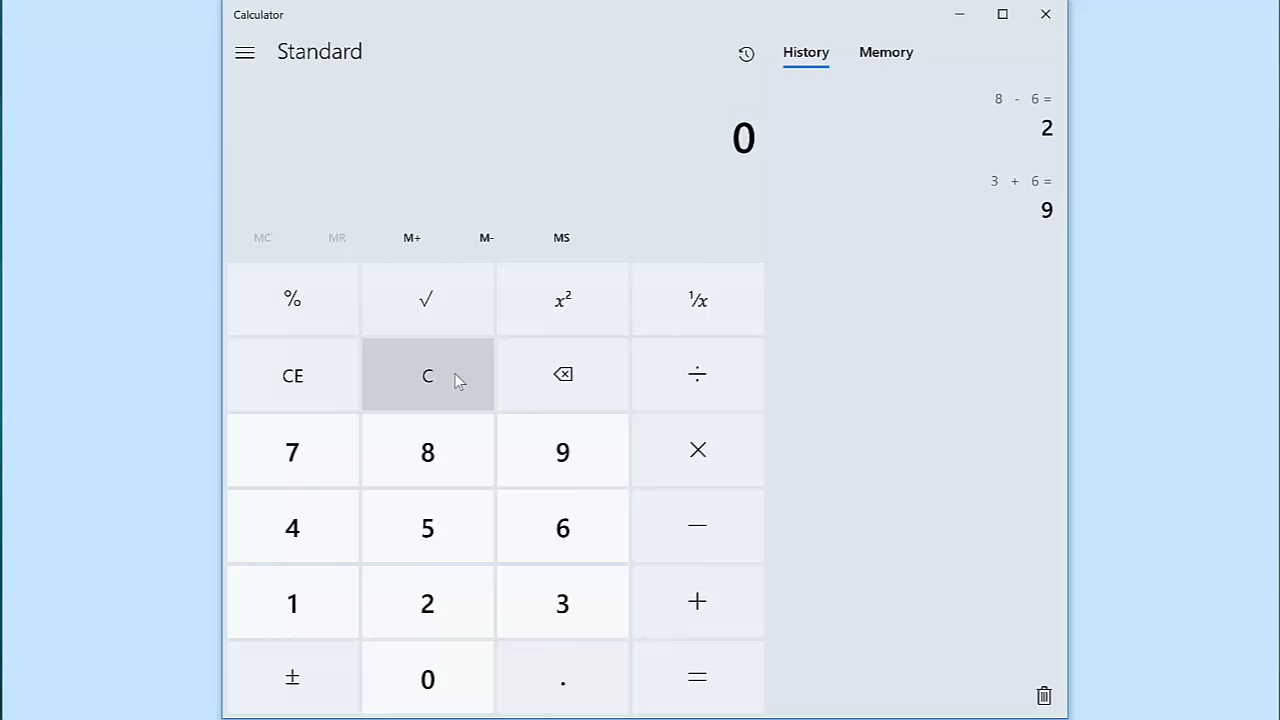 Calculator
Standard
History Memory
8 - 6 =
2
0
3 + 6 =
9
MC MR M+ M- MS
% √ x² ¹/x
CE C ÷
7 8 9 ×
4 5 6 −
1 2 3 +
± 0 . =